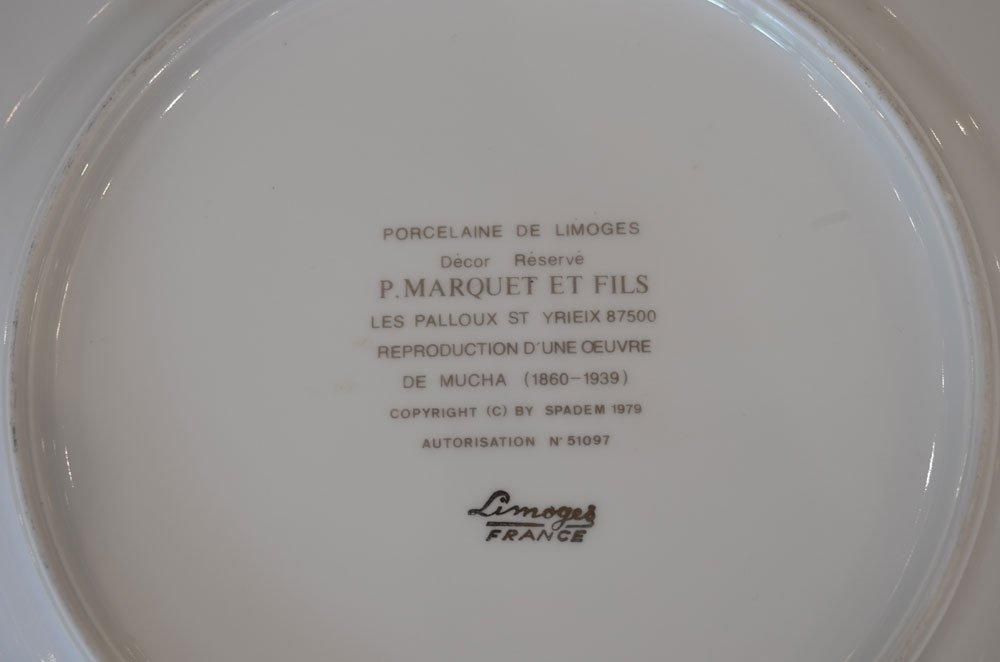 PORCELAINE DE LIMOGES
Décor Réservé
P. MARQUET ET FILS
LES PALLOUX ST YRIEIX 87500
REPRODUCTION D'UNE ŒUVRE
DE MUCHA (1860-1939)
COPYRIGHT (C) BY SPADEM 1979
AUTORISATION N° 51097
Limoges
FRANCE